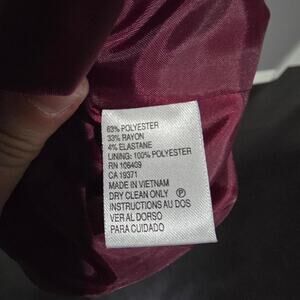 63% POLYESTER
33% RAYON
4% ELASTANE
LINING: 100% POLYESTER
RN 106409
CA 19371
MADE IN VIETNAM
DRY CLEAN ONLY Ⓟ
INSTRUCTIONS AU DOS
VER AL DORSO
PARA CUIDADO